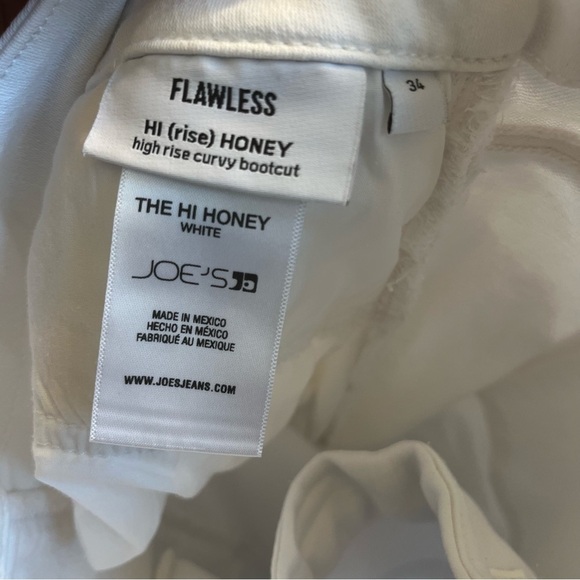 FLAWLESS
HI (rise) HONEY
high rise curvy bootcut
34
THE HI HONEY
WHITE
JOE'S
MADE IN MEXICO
HECHO EN MÉXICO
FABRIQUÉ AU MEXIQUE
WWW.JOESJEANS.COM